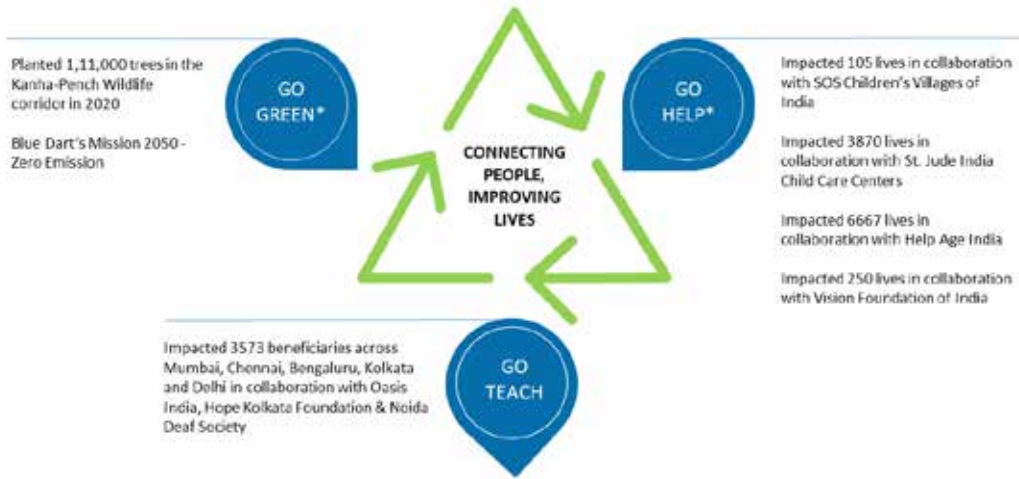 Planted 1,11,000 trees in the
Kanha-Pench Wildlife
corridor in 2020
Blue Dart's Mission 2050 -
Zero Emission
GO
GREEN*
CONNECTING
PEOPLE,
IMPROVING
LIVES
GO
HELP*
Impacted 105 lives in collaboration
with SOS Children's Villages of
India
Impacted 3870 lives in
collaboration with St. Jude India
Child Care Centers
Impacted 6667 lives in
collaboration with Help Age India
Impacted 250 lives in collaboration
with Vision Foundation of India
Impacted 3573 beneficiaries across
Mumbai, Chennai, Bengaluru, Kolkata
and Delhi in collaboration with Oasis
India, Hope Kolkata Foundation & Noida
Deaf Society
GO
TEACH